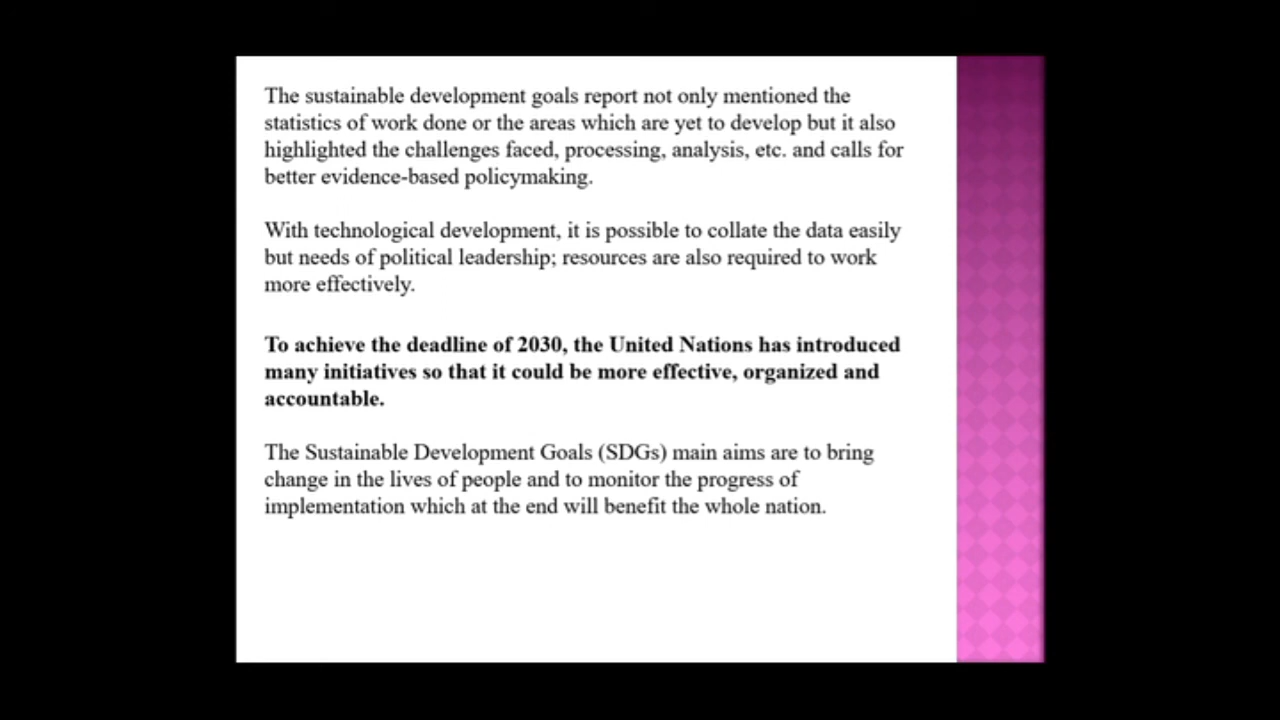 The sustainable development goals report not only mentioned the
statistics of work done or the areas which are yet to develop but it also
highlighted the challenges faced, processing, analysis, etc. and calls for
better evidence-based policymaking.
With technological development, it is possible to collate the data easily
but needs of political leadership; resources are also required to work
more effectively.
To achieve the deadline of 2030, the United Nations has introduced
many initiatives so that it could be more effective, organized and
accountable.
The Sustainable Development Goals (SDGs) main aims are to bring
change in the lives of people and to monitor the progress of
implementation which at the end will benefit the whole nation.